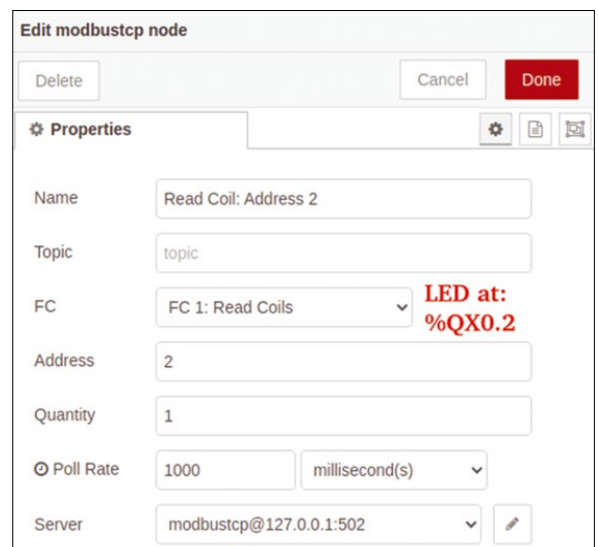 Edit modbustcp node
Delete
Cancel
Done
Properties
Name
Read Coil: Address 2
Topic
topic
FC
FC 1: Read Coils
LED at:
%QX0.2
Address
2
Quantity
1
Poll Rate
1000
millisecond(s)
Server
modbustcp@127.0.0.1:502